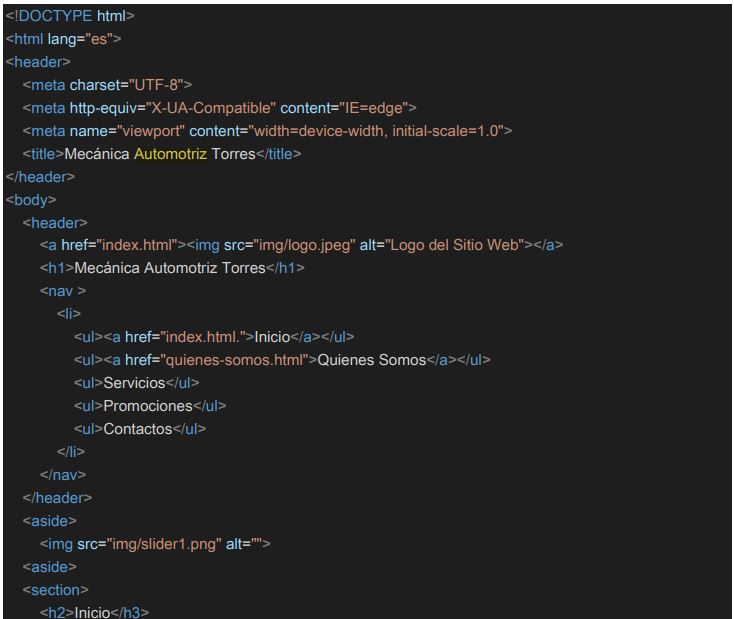 <!DOCTYPE html>
<html lang="es">
<header>
<meta charset="UTF-8">
<meta http-equiv="X-UA-Compatible" content="IE=edge">
<meta name="viewport" content="width=device-width, initial-scale=1.0">
<title>Mecánica Automotriz Torres</title>
</header>
<body>
<header>
<a href="index.html"><img src="img/logo.jpeg" alt="Logo del Sitio Web"></a>
<h1>Mecánica Automotriz Torres</h1>
<nav >
<li>
<ul><a href="index.html.">Inicio</a></ul>
<ul><a href="quienes-somos.html">Quienes Somos</a></ul>
<ul>Servicios</ul>
<ul>Promociones</ul>
<ul>Contactos</ul>
</li>
</nav>
</header>
<aside>
<img src="img/slider1.png" alt="">
<aside>
<section>
<h2>Inicio</h3>